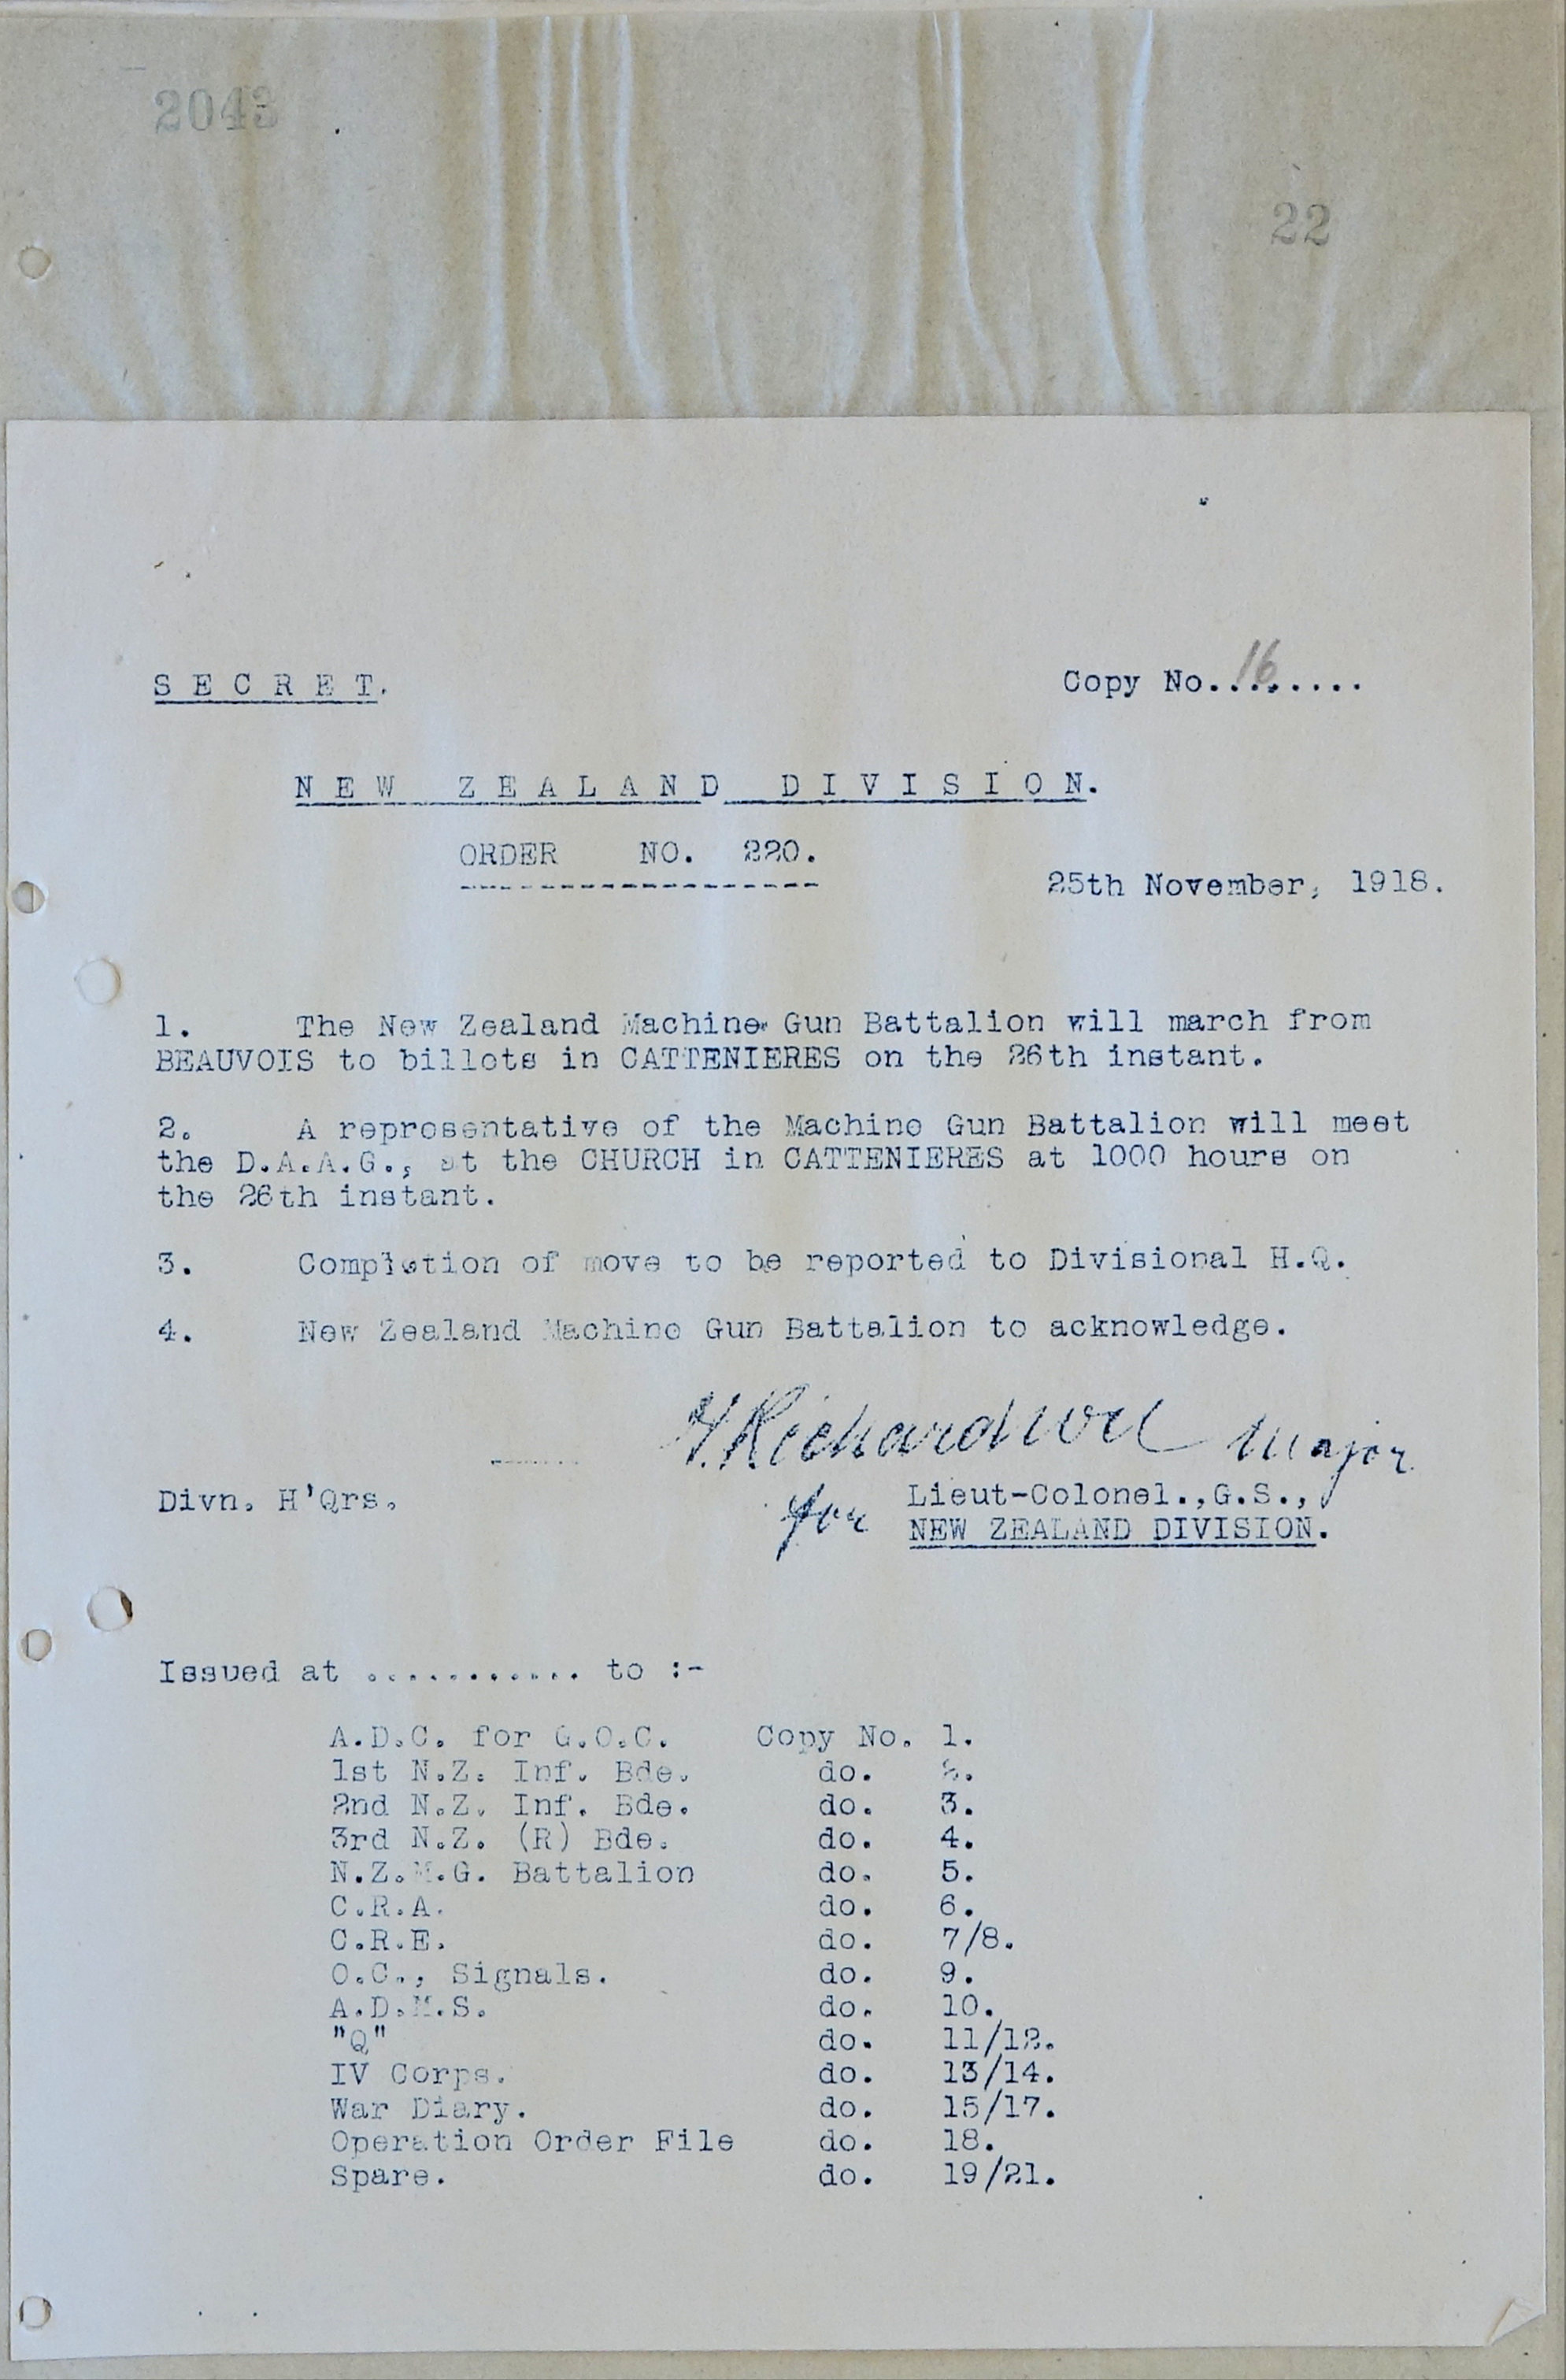 2043
22
SECRET.
Copy No. 16........
NEW ZEALAND DIVISION.
ORDER NO. 220.
25th November, 1918.
1. The New Zealand Machine Gun Battalion will march from
BEAUVOIS to billets in CATTENIERES on the 26th instant.
2. A representative of the Machine Gun Battalion will meet
the D.A.A.G., at the CHURCH in CATTENIERES at 1000 hours on
the 26th instant.
3. Completion of move to be reported to Divisional H.Q.
4. New Zealand Machine Gun Battalion to acknowledge.
Major
Divn. H'Qrs.
for Lieut-Colonel.,G.S.,
NEW ZEALAND DIVISION.
Issued at ........... to :-
A.D.C. for G.O.C. Copy No. 1.
1st N.Z. Inf. Bde. do. 2.
2nd N.Z. Inf. Bde. do. 3.
3rd N.Z. (R) Bde. do. 4.
N.Z.M.G. Battalion do. 5.
C.R.A. do. 6.
C.R.E. do. 7/8.
O.C., Signals. do. 9.
A.D.M.S. do. 10.
"Q" do. 11/12.
IV Corps. do. 13/14.
War Diary. do. 15/17.
Operation Order File do. 18.
Spare. do. 19/21.